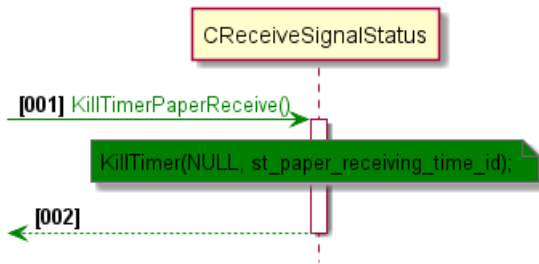 CReceiveSignalStatus
[001] KillTimerPaperReceive()
KillTimer(NULL, st_paper_receiving_time_id);
[002]